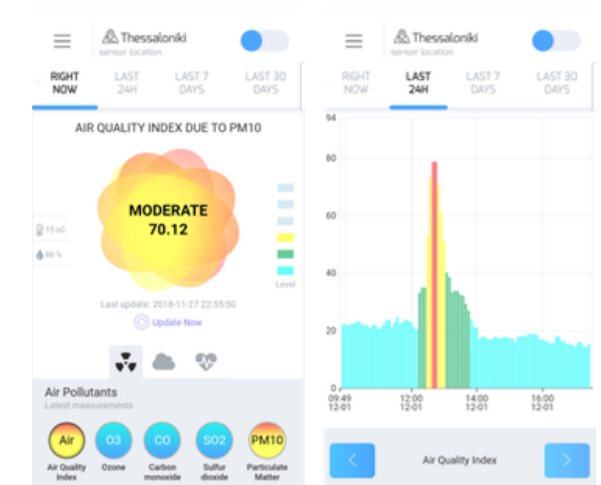 Thessaloniki
sensor location
RIGHT NOW
LAST 24H
LAST 7 DAYS
LAST 30 DAYS
AIR QUALITY INDEX DUE TO PM10
MODERATE
70.12
15 oC
86 %
Level
Last update: 2018-11-27 22:55:00
Update Now
Air Pollutants
Latest measurements
Air
O3
CO
SO2
PM10
Air Quality Index
Ozone
Carbon monoxide
Sulfur dioxide
Particulate Matter
Thessaloniki
sensor location
RIGHT NOW
LAST 24H
LAST 7 DAYS
LAST 30 DAYS
94
80
60
40
20
0
09:49 12-01
12:00 12-01
14:00 12-01
16:00 12-01
Air Quality Index